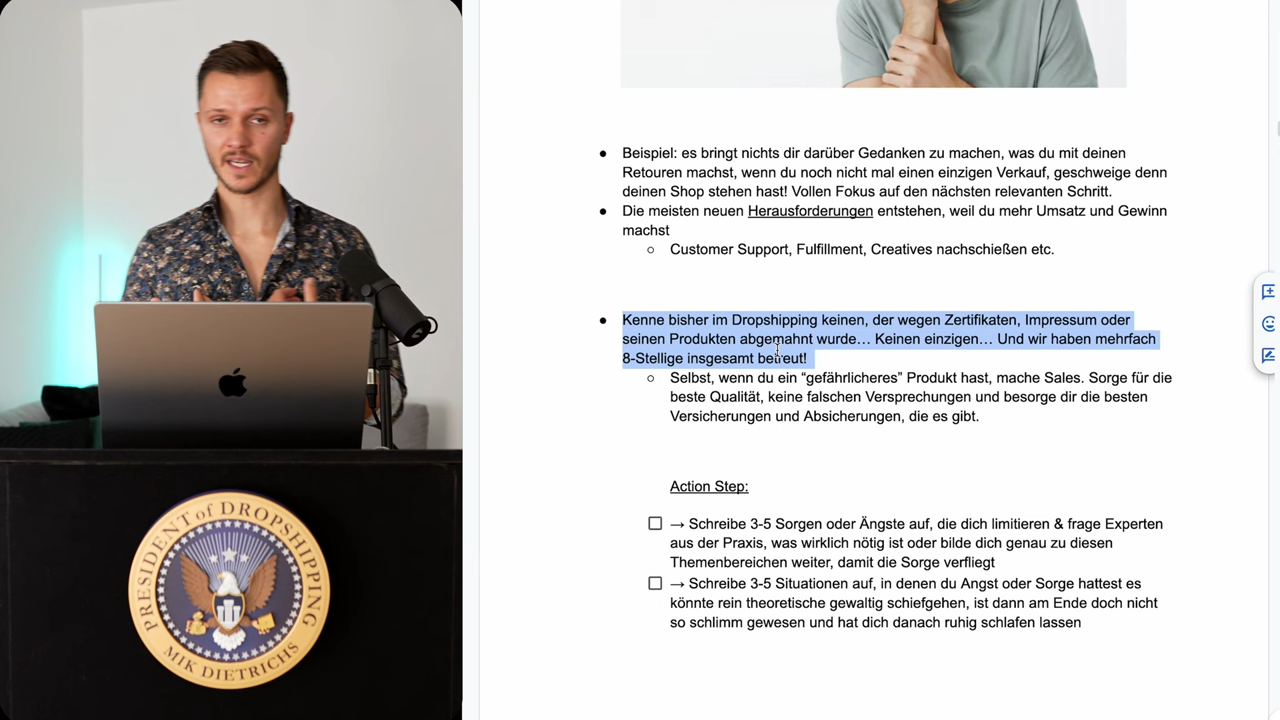 Beispiel: es bringt nichts dir darüber Gedanken zu machen, was du mit deinen
Retouren machst, wenn du noch nicht mal einen einzigen Verkauf, geschweige denn
deinen Shop stehen hast! Vollen Fokus auf den nächsten relevanten Schritt.
Die meisten neuen Herausforderungen entstehen, weil du mehr Umsatz und Gewinn
machst
Customer Support, Fulfillment, Creatives nachschießen etc.
Kenne bisher im Dropshipping keinen, der wegen Zertifikaten, Impressum oder
seinen Produkten abgemahnt wurde… Keinen einzigen… Und wir haben mehrfach
8-Stellige insgesamt betreut!
Selbst, wenn du ein “gefährlicheres” Produkt hast, mache Sales. Sorge für die
beste Qualität, keine falschen Versprechungen und besorge dir die besten
Versicherungen und Absicherungen, die es gibt.
Action Step:
→ Schreibe 3-5 Sorgen oder Ängste auf, die dich limitieren & frage Experten
aus der Praxis, was wirklich nötig ist oder bilde dich genau zu diesen
Themenbereichen weiter, damit die Sorge verfliegt
→ Schreibe 3-5 Situationen auf, in denen du Angst oder Sorge hattest es
könnte rein theoretische gewaltig schiefgehen, ist dann am Ende doch nicht
so schlimm gewesen und hat dich danach ruhig schlafen lassen
PRESIDENT of DROPSHIPPING
MIK DIETRICHS